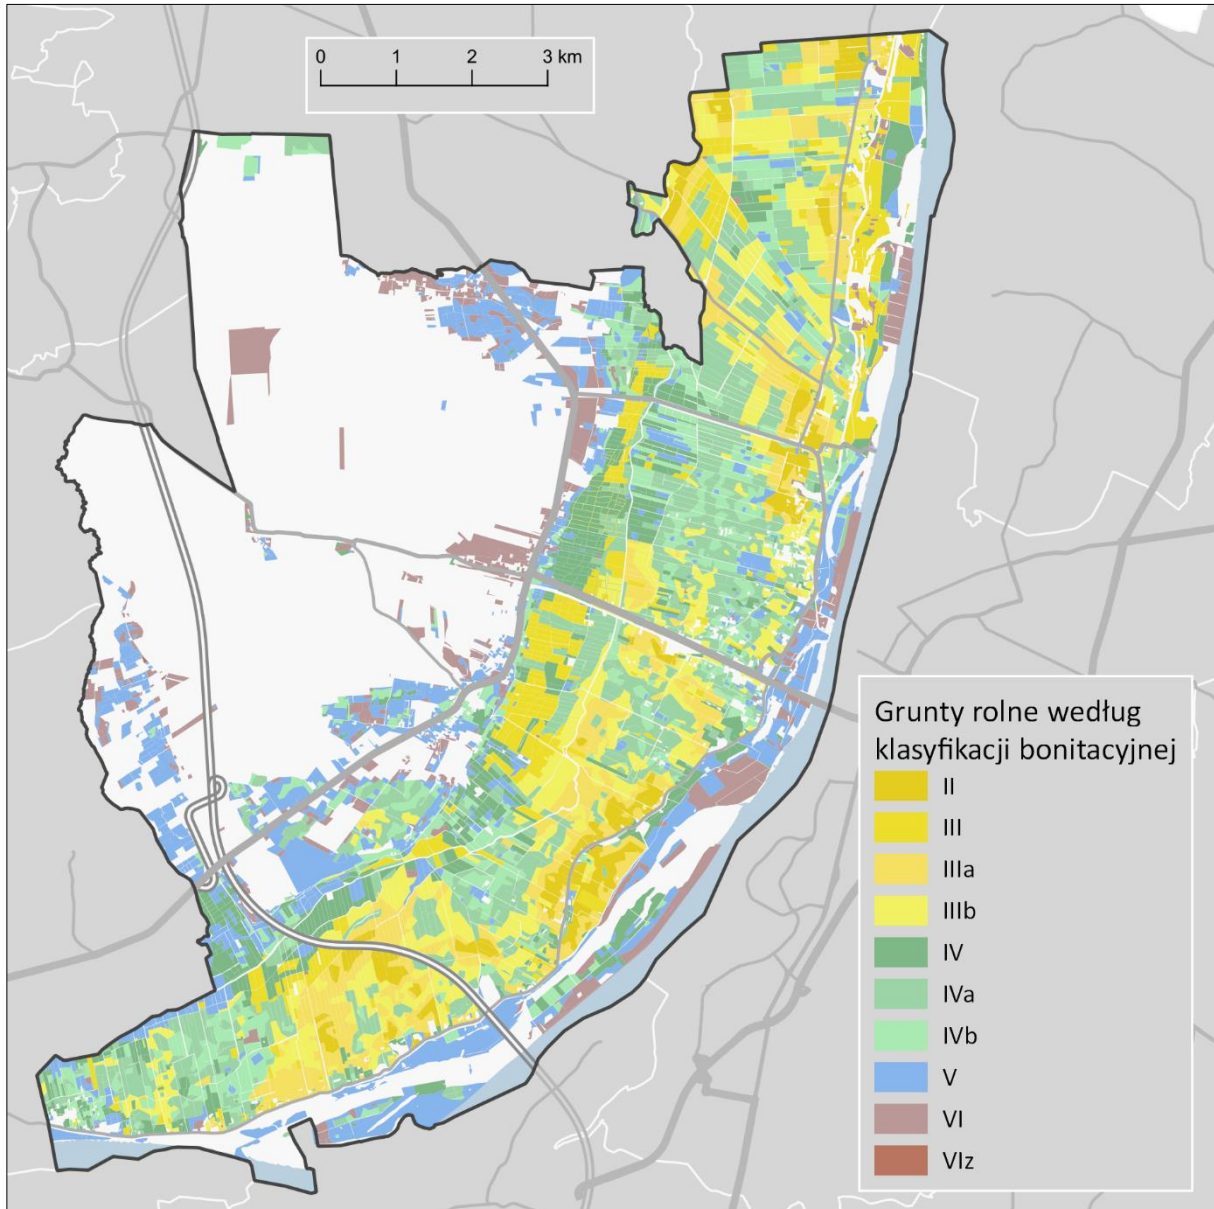 0 1 2 3 km
Grunty rolne według
klasyfikacji bonitacyjnej
II
III
IIIa
IIIb
IV
IVa
IVb
V
VI
VIz